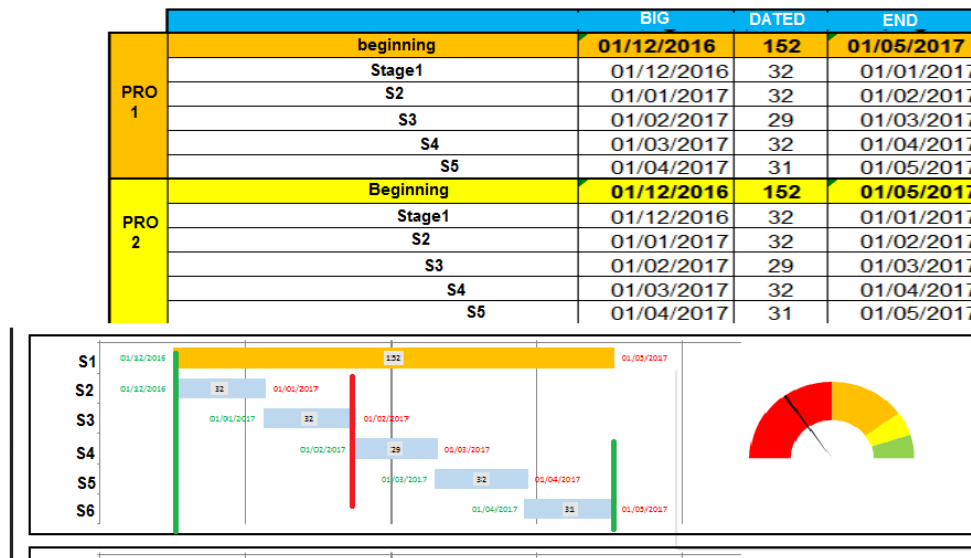 BIG DATED END
beginning 01/12/2016 152 01/05/2017
Stage1 01/12/2016 32 01/01/2017
PRO 1
S2 01/01/2017 32 01/02/2017
S3 01/02/2017 29 01/03/2017
S4 01/03/2017 32 01/04/2017
S5 01/04/2017 31 01/05/2017
Beginning 01/12/2016 152 01/05/2017
Stage1 01/12/2016 32 01/01/2017
PRO 2
S2 01/01/2017 32 01/02/2017
S3 01/02/2017 29 01/03/2017
S4 01/03/2017 32 01/04/2017
S5 01/04/2017 31 01/05/2017
S1 01/12/2016 152 01/05/2017
S2 01/12/2016 32 01/01/2017
S3 01/01/2017 32 01/02/2017
S4 01/02/2017 29 01/03/2017
S5 01/03/2017 32 01/04/2017
S6 01/04/2017 31 01/05/2017